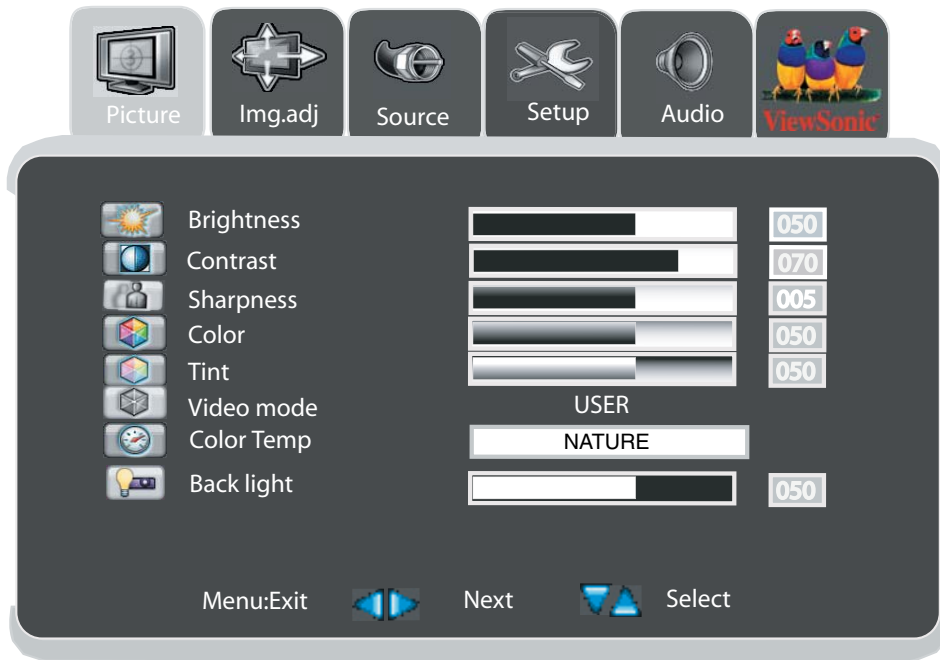 Picture Img.adj Source Setup Audio ViewSonic®
Brightness 050
Contrast 070
Sharpness 005
Color 050
Tint 050
Video mode USER
Color Temp NATURE
Back light 050
Menu:Exit Next Select